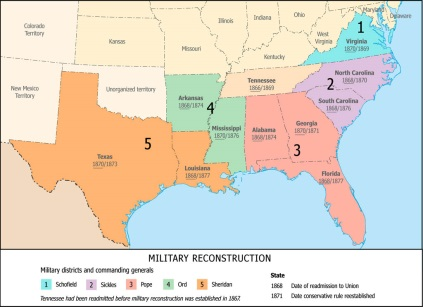 Colorado
Territory
Kansas
Missouri
Illinois
Indiana
Ohio
Maryland
Delaware
West
Virginia
Kentucky
1
Virginia
1870/1869
New Mexico
Territory
Unorganized territory
Arkansas
1868/1874
4
Tennessee
1866/1869
2
North Carolina
1868/1870
South Carolina
1868/1876
Mississippi
1870/1876
Alabama
1868/1874
Georgia
1870/1871
3
5
Texas
1870/1873
Louisiana
1868/1877
Florida
1868/1877
MILITARY RECONSTRUCTION
Military districts and commanding generals
1 Schofield 2 Sickles 3 Pope 4 Ord 5 Sheridan
Tennessee had been readmitted before military reconstruction was established in 1867.
State
1868 Date of readmission to Union
1871 Date conservative rule reestablished